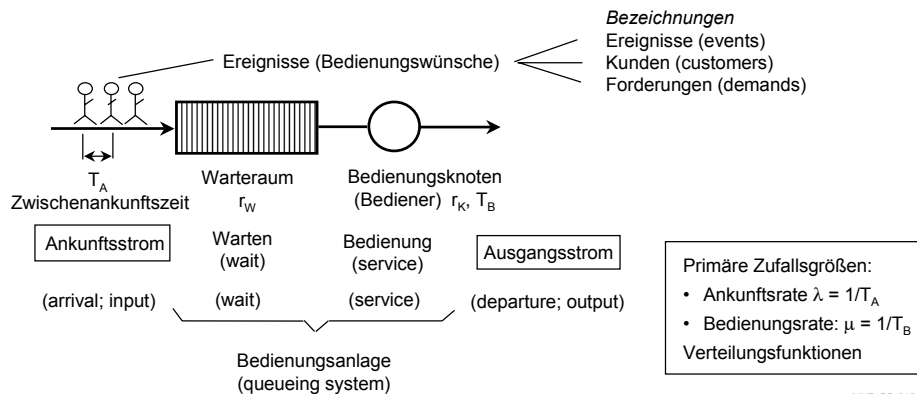 Bezeichnungen
Ereignisse (Bedienungswünsche)
Ereignisse (events)
Kunden (customers)
Forderungen (demands)
T_A
Zwischenankunftszeit
Warteraum
r_W
Bedienungsknoten
(Bediener) r_K, T_B
Ankunftsstrom
Warten
(wait)
Bedienung
(service)
Ausgangsstrom
(arrival; input)
(wait)
(service)
(departure; output)
Bedienungsanlage
(queueing system)
Primäre Zufallsgrößen:
• Ankunftsrate λ = 1/T_A
• Bedienungsrate: μ = 1/T_B
Verteilungsfunktionen